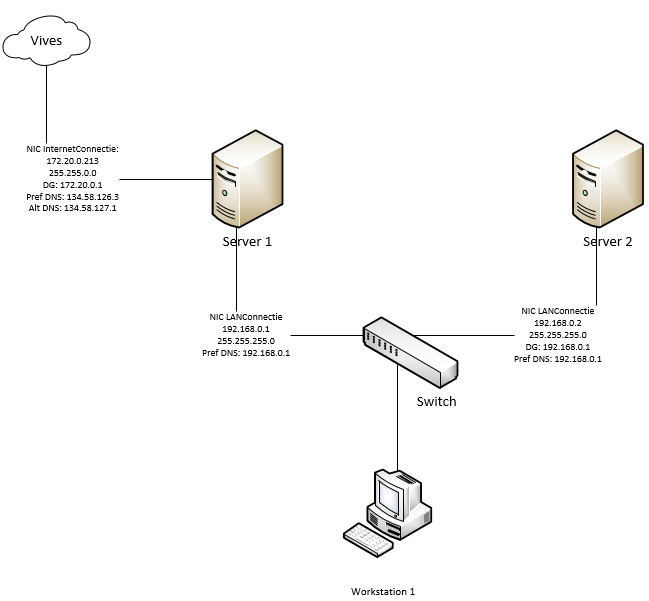 Vives
NIC InternetConnectie:
172.20.0.213
255.255.0.0
DG: 172.20.0.1
Pref DNS: 134.58.126.3
Alt DNS: 134.58.127.1
Server 1
Server 2
NIC LANConnectie
192.168.0.1
255.255.255.0
Pref DNS: 192.168.0.1
NIC LANConnectie
192.168.0.2
255.255.255.0
DG: 192.168.0.1
Pref DNS: 192.168.0.1
Switch
Workstation 1